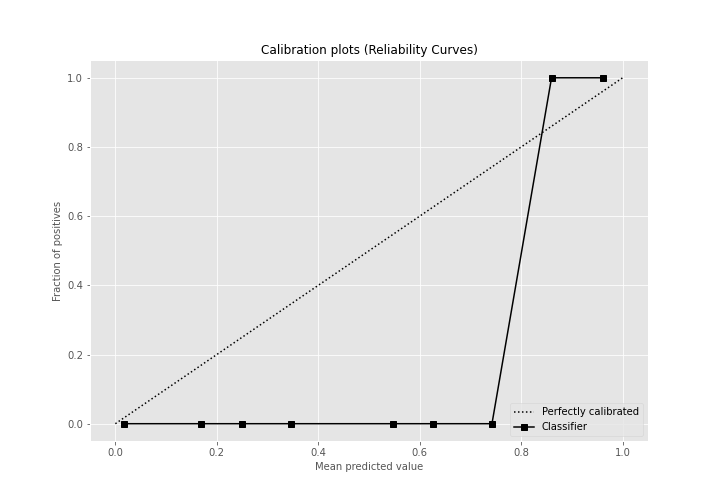 Calibration plots (Reliability Curves)
Fraction of positives
1.0
0.8
0.6
0.4
0.2
0.0
0.0 0.2 0.4 0.6 0.8 1.0
Mean predicted value
Perfectly calibrated
Classifier